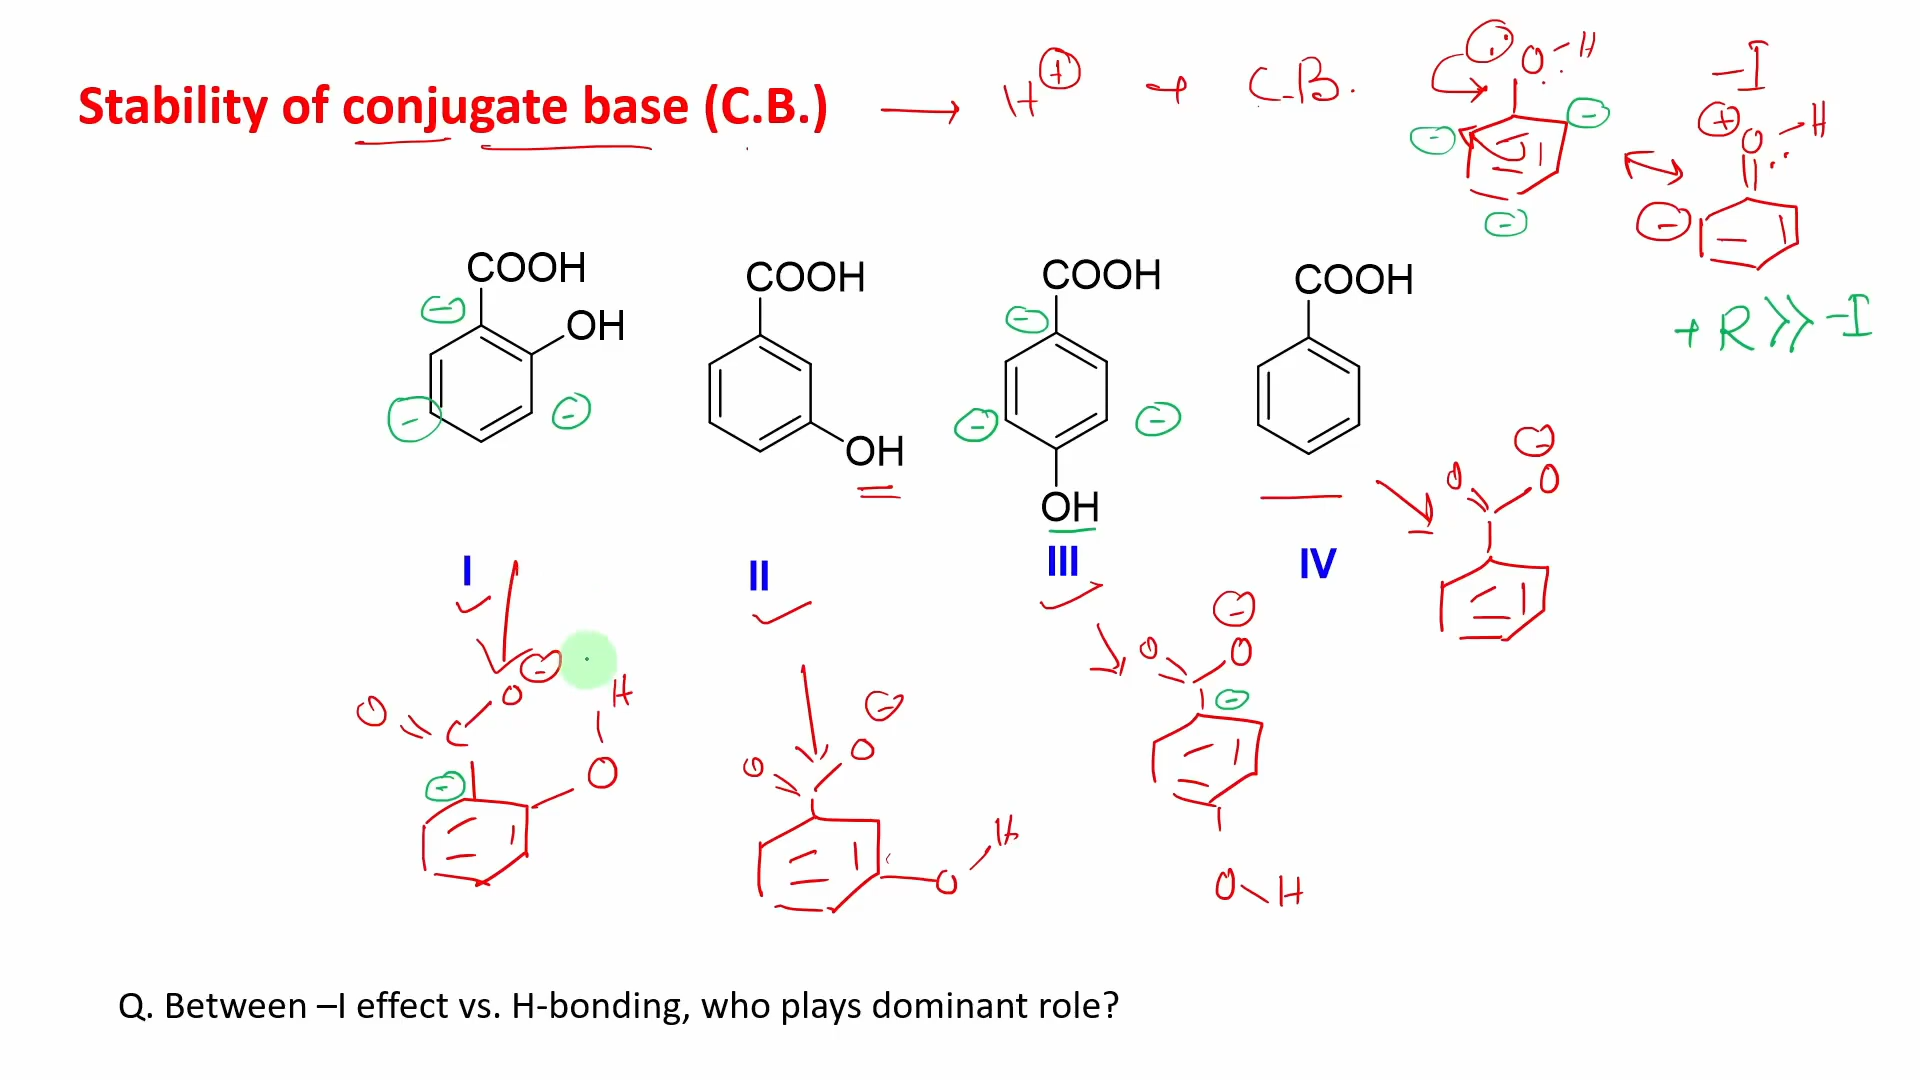 Stability of conjugate base (C.B.) → H⊕ + C.B.
O-H
-I
⊕ O-H
+R >> -I
COOH
OH
COOH
OH
COOH
OH
COOH
I
II
III
IV
O
C
O
H
O
O
O
O
H
O
O
O
H
O
O
Q. Between –I effect vs. H-bonding, who plays dominant role?